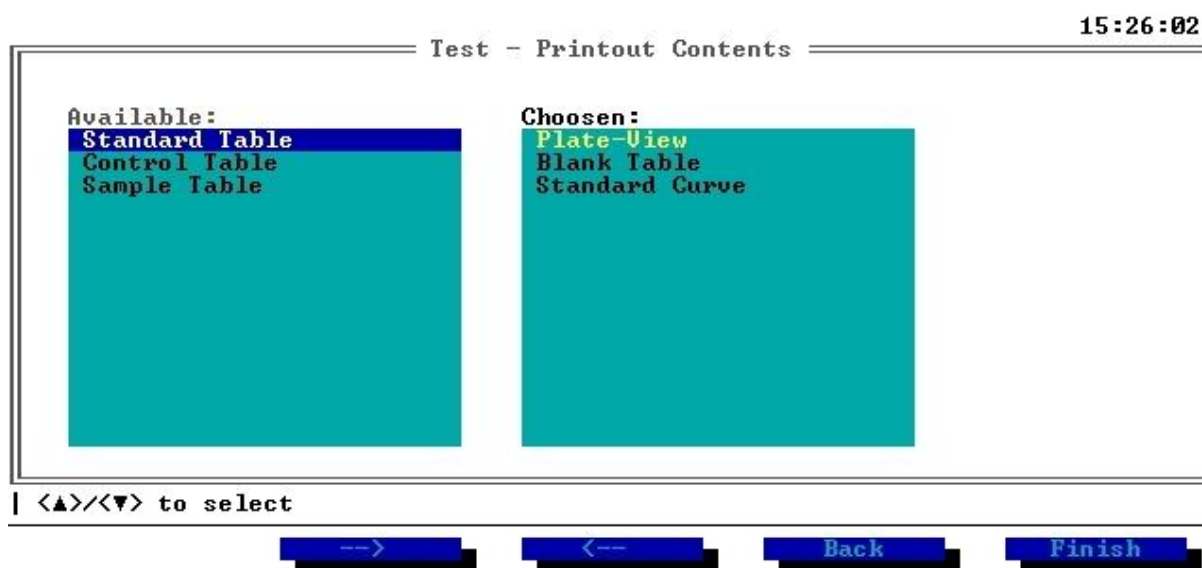 15:26:02
Test - Printout Contents
Available:
Standard Table
Control Table
Sample Table
Choosen:
Plate-View
Blank Table
Standard Curve
<▲>/<▼> to select
-->
<--
Back
Finish